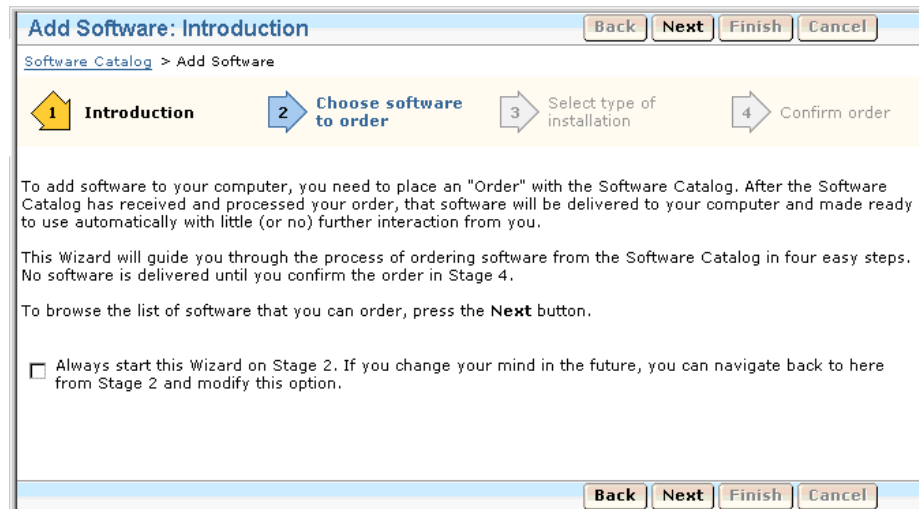 Add Software: Introduction
Back Next Finish Cancel
Software Catalog > Add Software
1 Introduction
2 Choose software
to order
3 Select type of
installation
4 Confirm order
To add software to your computer, you need to place an "Order" with the Software Catalog. After the Software
Catalog has received and processed your order, that software will be delivered to your computer and made ready
to use automatically with little (or no) further interaction from you.
This Wizard will guide you through the process of ordering software from the Software Catalog in four easy steps.
No software is delivered until you confirm the order in Stage 4.
To browse the list of software that you can order, press the Next button.
Always start this Wizard on Stage 2. If you change your mind in the future, you can navigate back to here
from Stage 2 and modify this option.
Back Next Finish Cancel